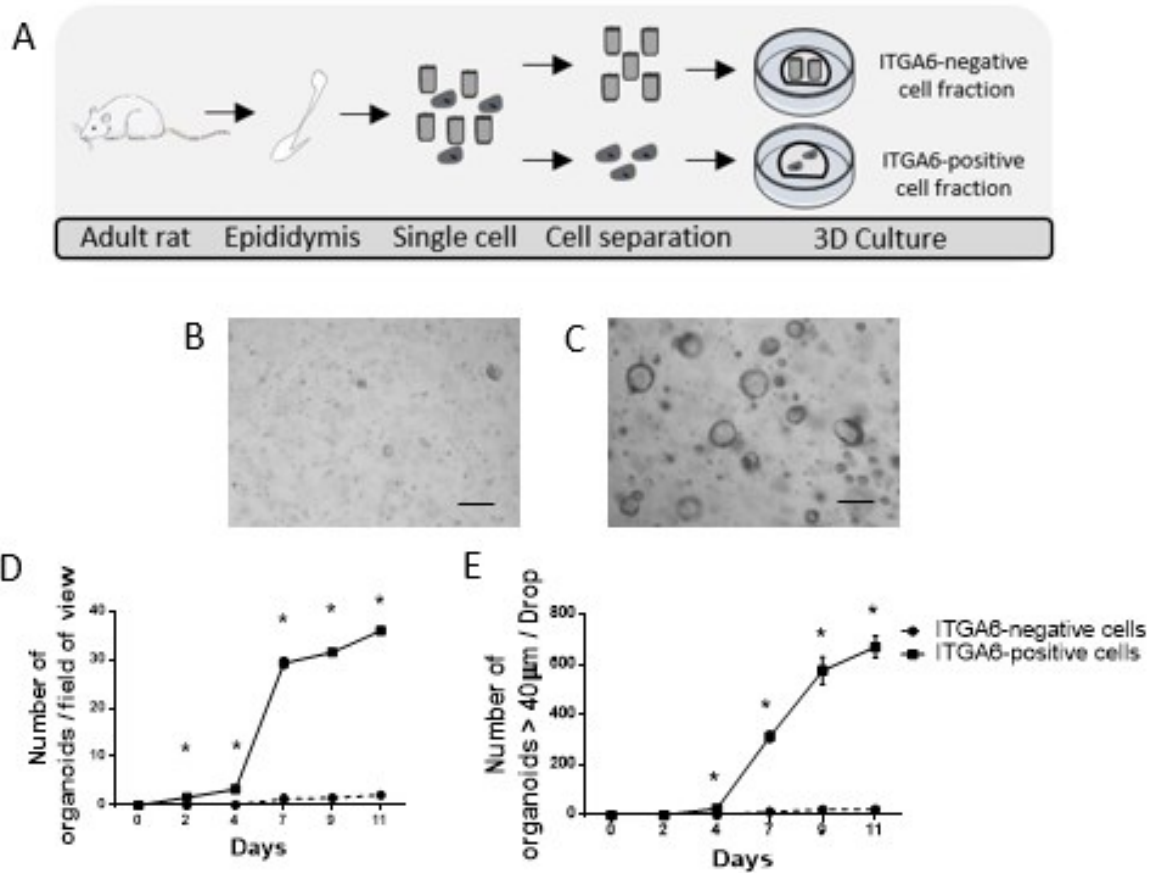 A
ITGA6-negative
cell fraction
ITGA6-positive
cell fraction
Adult rat Epididymis Single cell Cell separation 3D Culture
B
C
D
Number of
organoids / field of view
40
30
20
10
0
* * * * *
0 2 4 7 9 11
Days
E
Number of
organoids > 40μm / Drop
800
600
400
200
0
* * * *
0 2 4 7 9 11
Days
ITGA6-negative cells
ITGA6-positive cells